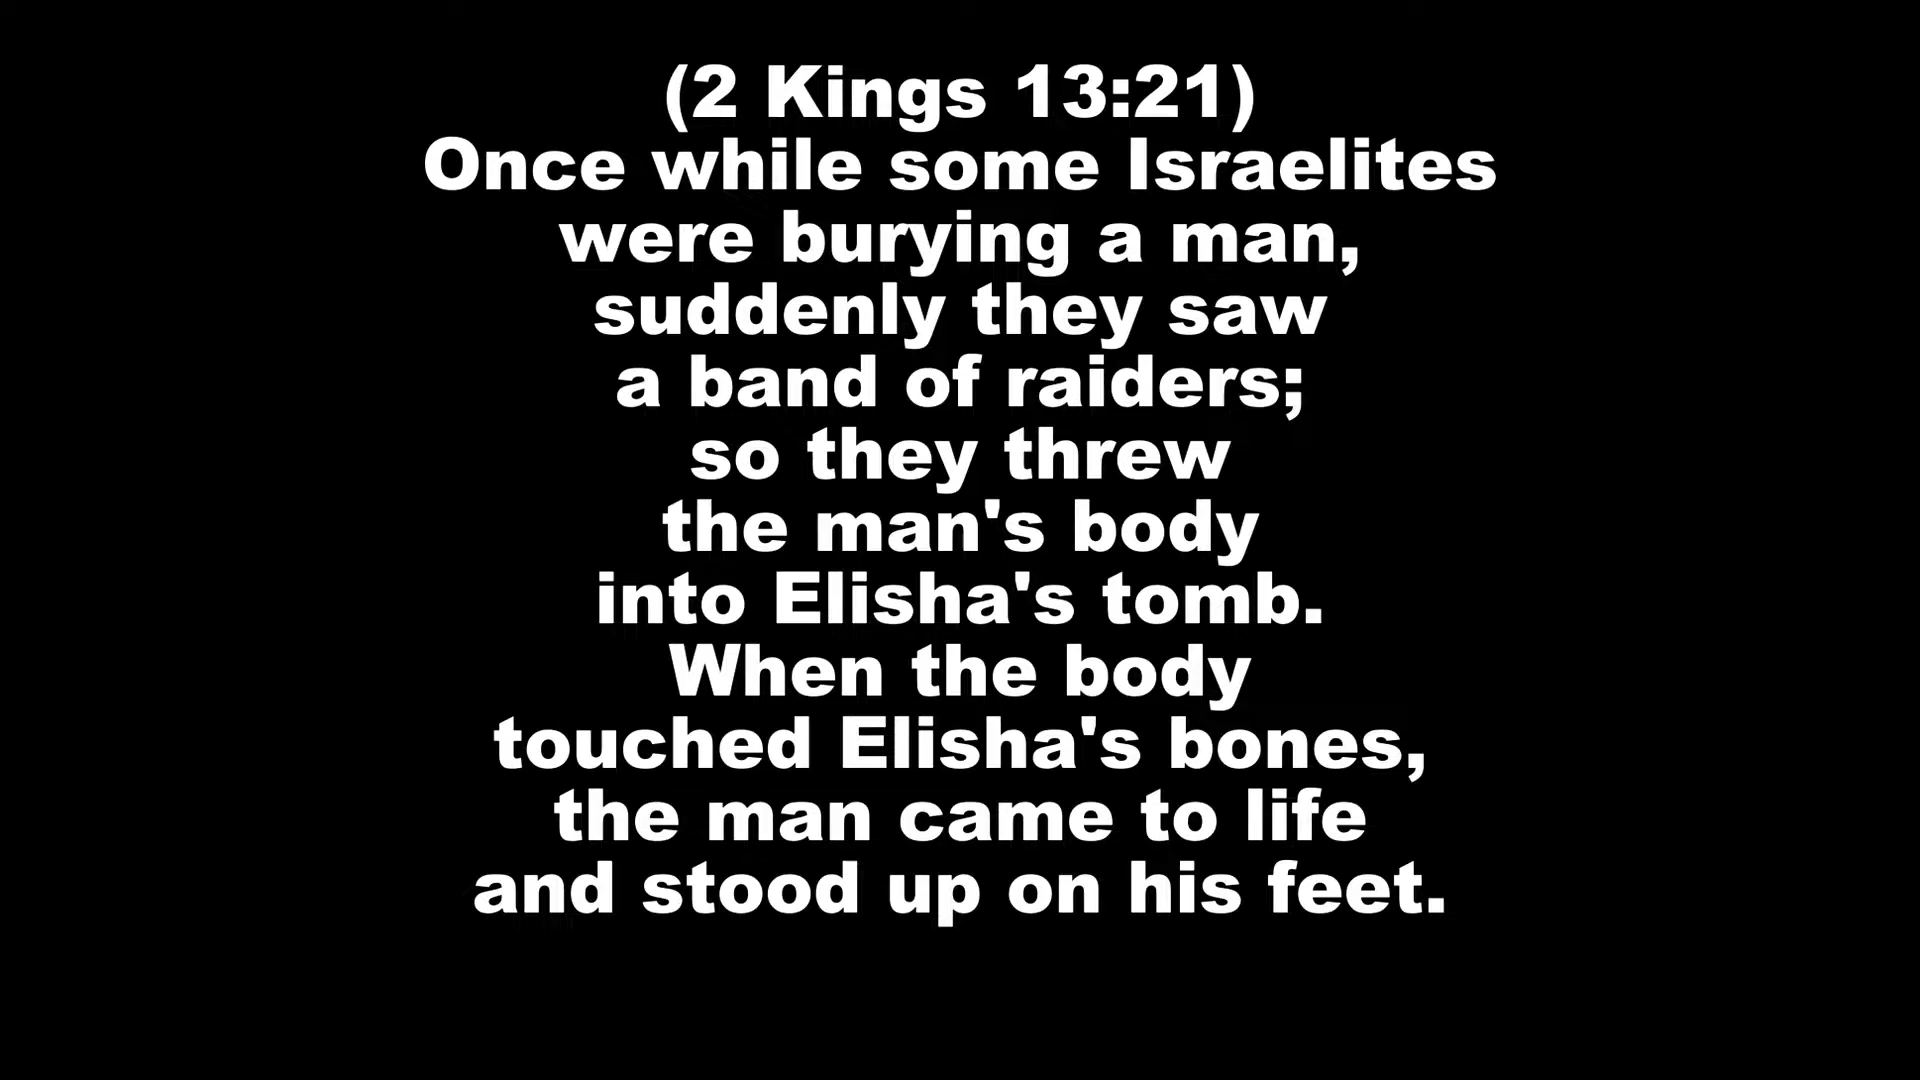 (2 Kings 13:21)
Once while some Israelites
were burying a man,
suddenly they saw
a band of raiders;
so they threw
the man's body
into Elisha's tomb.
When the body
touched Elisha's bones,
the man came to life
and stood up on his feet.